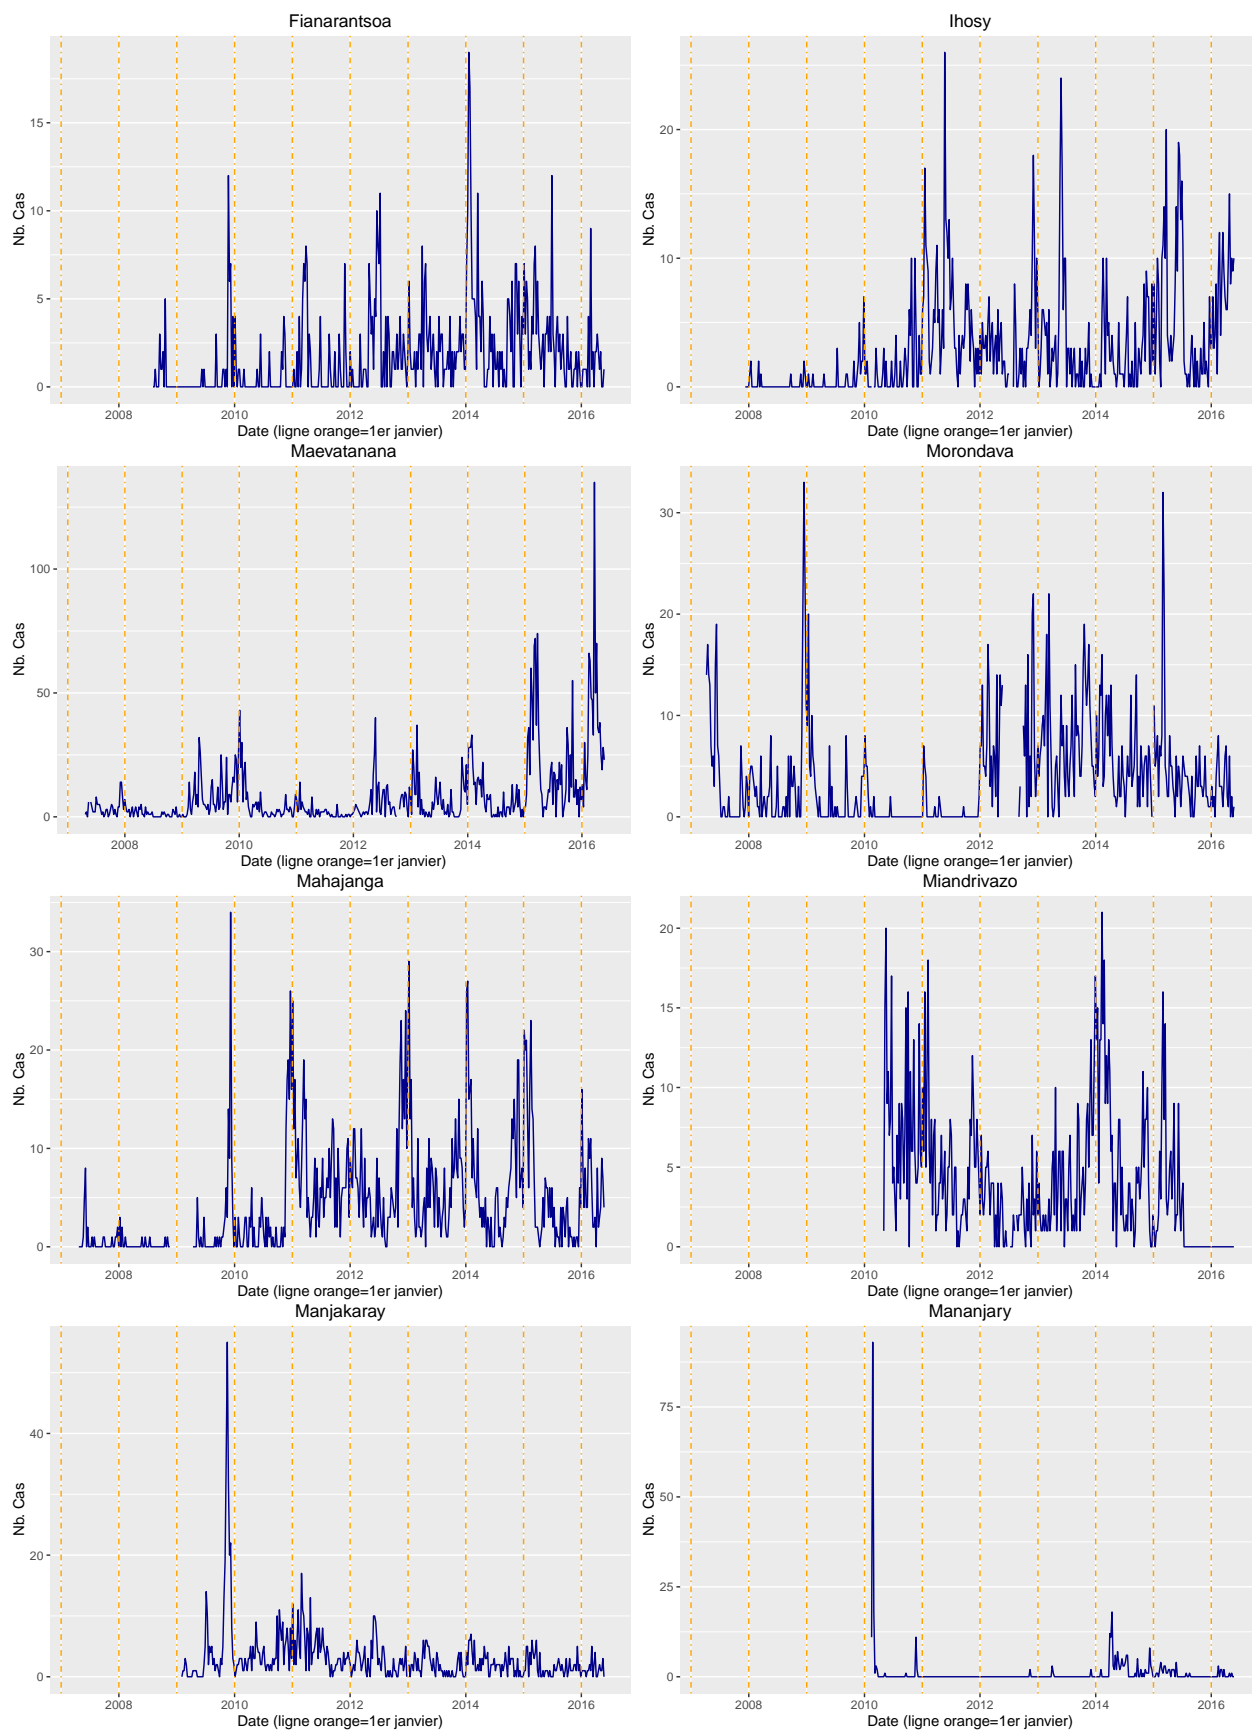 Fianarantsoa
Nb. Cas
15
10
5
0
2008 2010 2012 2014 2016
Date (ligne orange=1er janvier)
Ihosy
Nb. Cas
20
10
0
2008 2010 2012 2014 2016
Date (ligne orange=1er janvier)
Maevatanana
Nb. Cas
100
50
0
2008 2010 2012 2014 2016
Date (ligne orange=1er janvier)
Morondava
Nb. Cas
30
20
10
0
2008 2010 2012 2014 2016
Date (ligne orange=1er janvier)
Mahajanga
Nb. Cas
30
20
10
0
2008 2010 2012 2014 2016
Date (ligne orange=1er janvier)
Miandrivazo
Nb. Cas
20
15
10
5
0
2008 2010 2012 2014 2016
Date (ligne orange=1er janvier)
Manjakaray
Nb. Cas
40
20
0
2008 2010 2012 2014 2016
Date (ligne orange=1er janvier)
Mananjary
Nb. Cas
75
50
25
0
2008 2010 2012 2014 2016
Date (ligne orange=1er janvier)